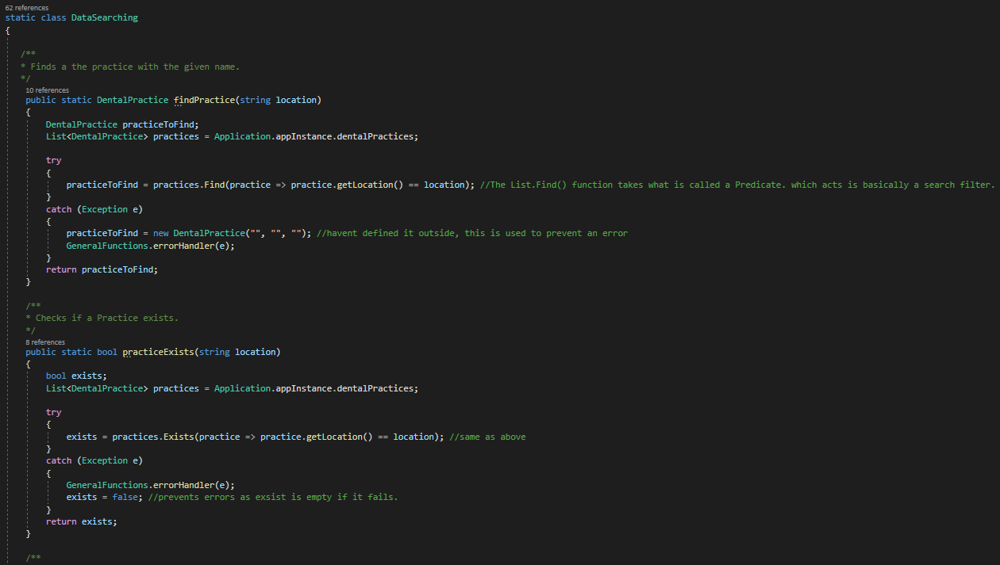 62 references
static class DataSearching
{
/**
* Finds a the practice with the given name.
*/
10 references
public static DentalPractice findPractice(string location)
{
DentalPractice practiceToFind;
List<DentalPractice> practices = Application.appInstance.dentalPractices;
try
{
practiceToFind = practices.Find(practice => practice.getLocation() == location); //The List.Find() function takes what is called a Predicate. which acts is basically a search filter.
}
catch (Exception e)
{
practiceToFind = new DentalPractice("", "", ""); //havent defined it outside, this is used to prevent an error
GeneralFunctions.errorHandler(e);
}
return practiceToFind;
}
/**
* Checks if a Practice exists.
*/
8 references
public static bool practiceExists(string location)
{
bool exists;
List<DentalPractice> practices = Application.appInstance.dentalPractices;
try
{
exists = practices.Exists(practice => practice.getLocation() == location); //same as above
}
catch (Exception e)
{
GeneralFunctions.errorHandler(e);
exists = false; //prevents errors as exsist is empty if it fails.
}
return exists;
}
/**